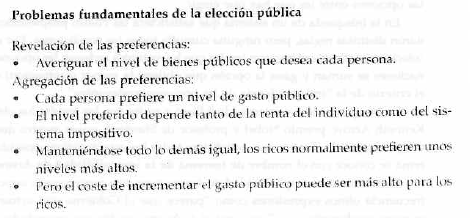 Problemas fundamentales de la elección pública
Revelación de las preferencias:
• Averiguar el nivel de bienes públicos que desea cada persona.
Agregación de las preferencias:
• Cada persona prefiere un nivel de gasto público.
• El nivel preferido depende tanto de la renta del individuo como del sis-
tema impositivo.
• Manteniéndose todo lo demás igual, los ricos normalmente prefieren unos
niveles más altos.
• Pero el coste de incrementar el gasto público puede ser más alto para los
ricos.